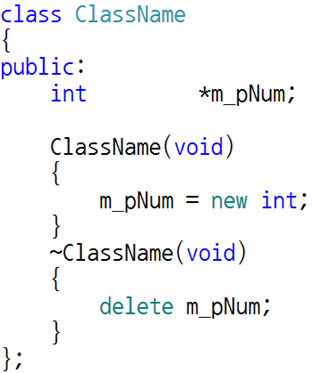 class ClassName
{
public:
    int         *m_pNum;

    ClassName(void)
    {
        m_pNum = new int;
    }
    ~ClassName(void)
    {
        delete m_pNum;
    }
};